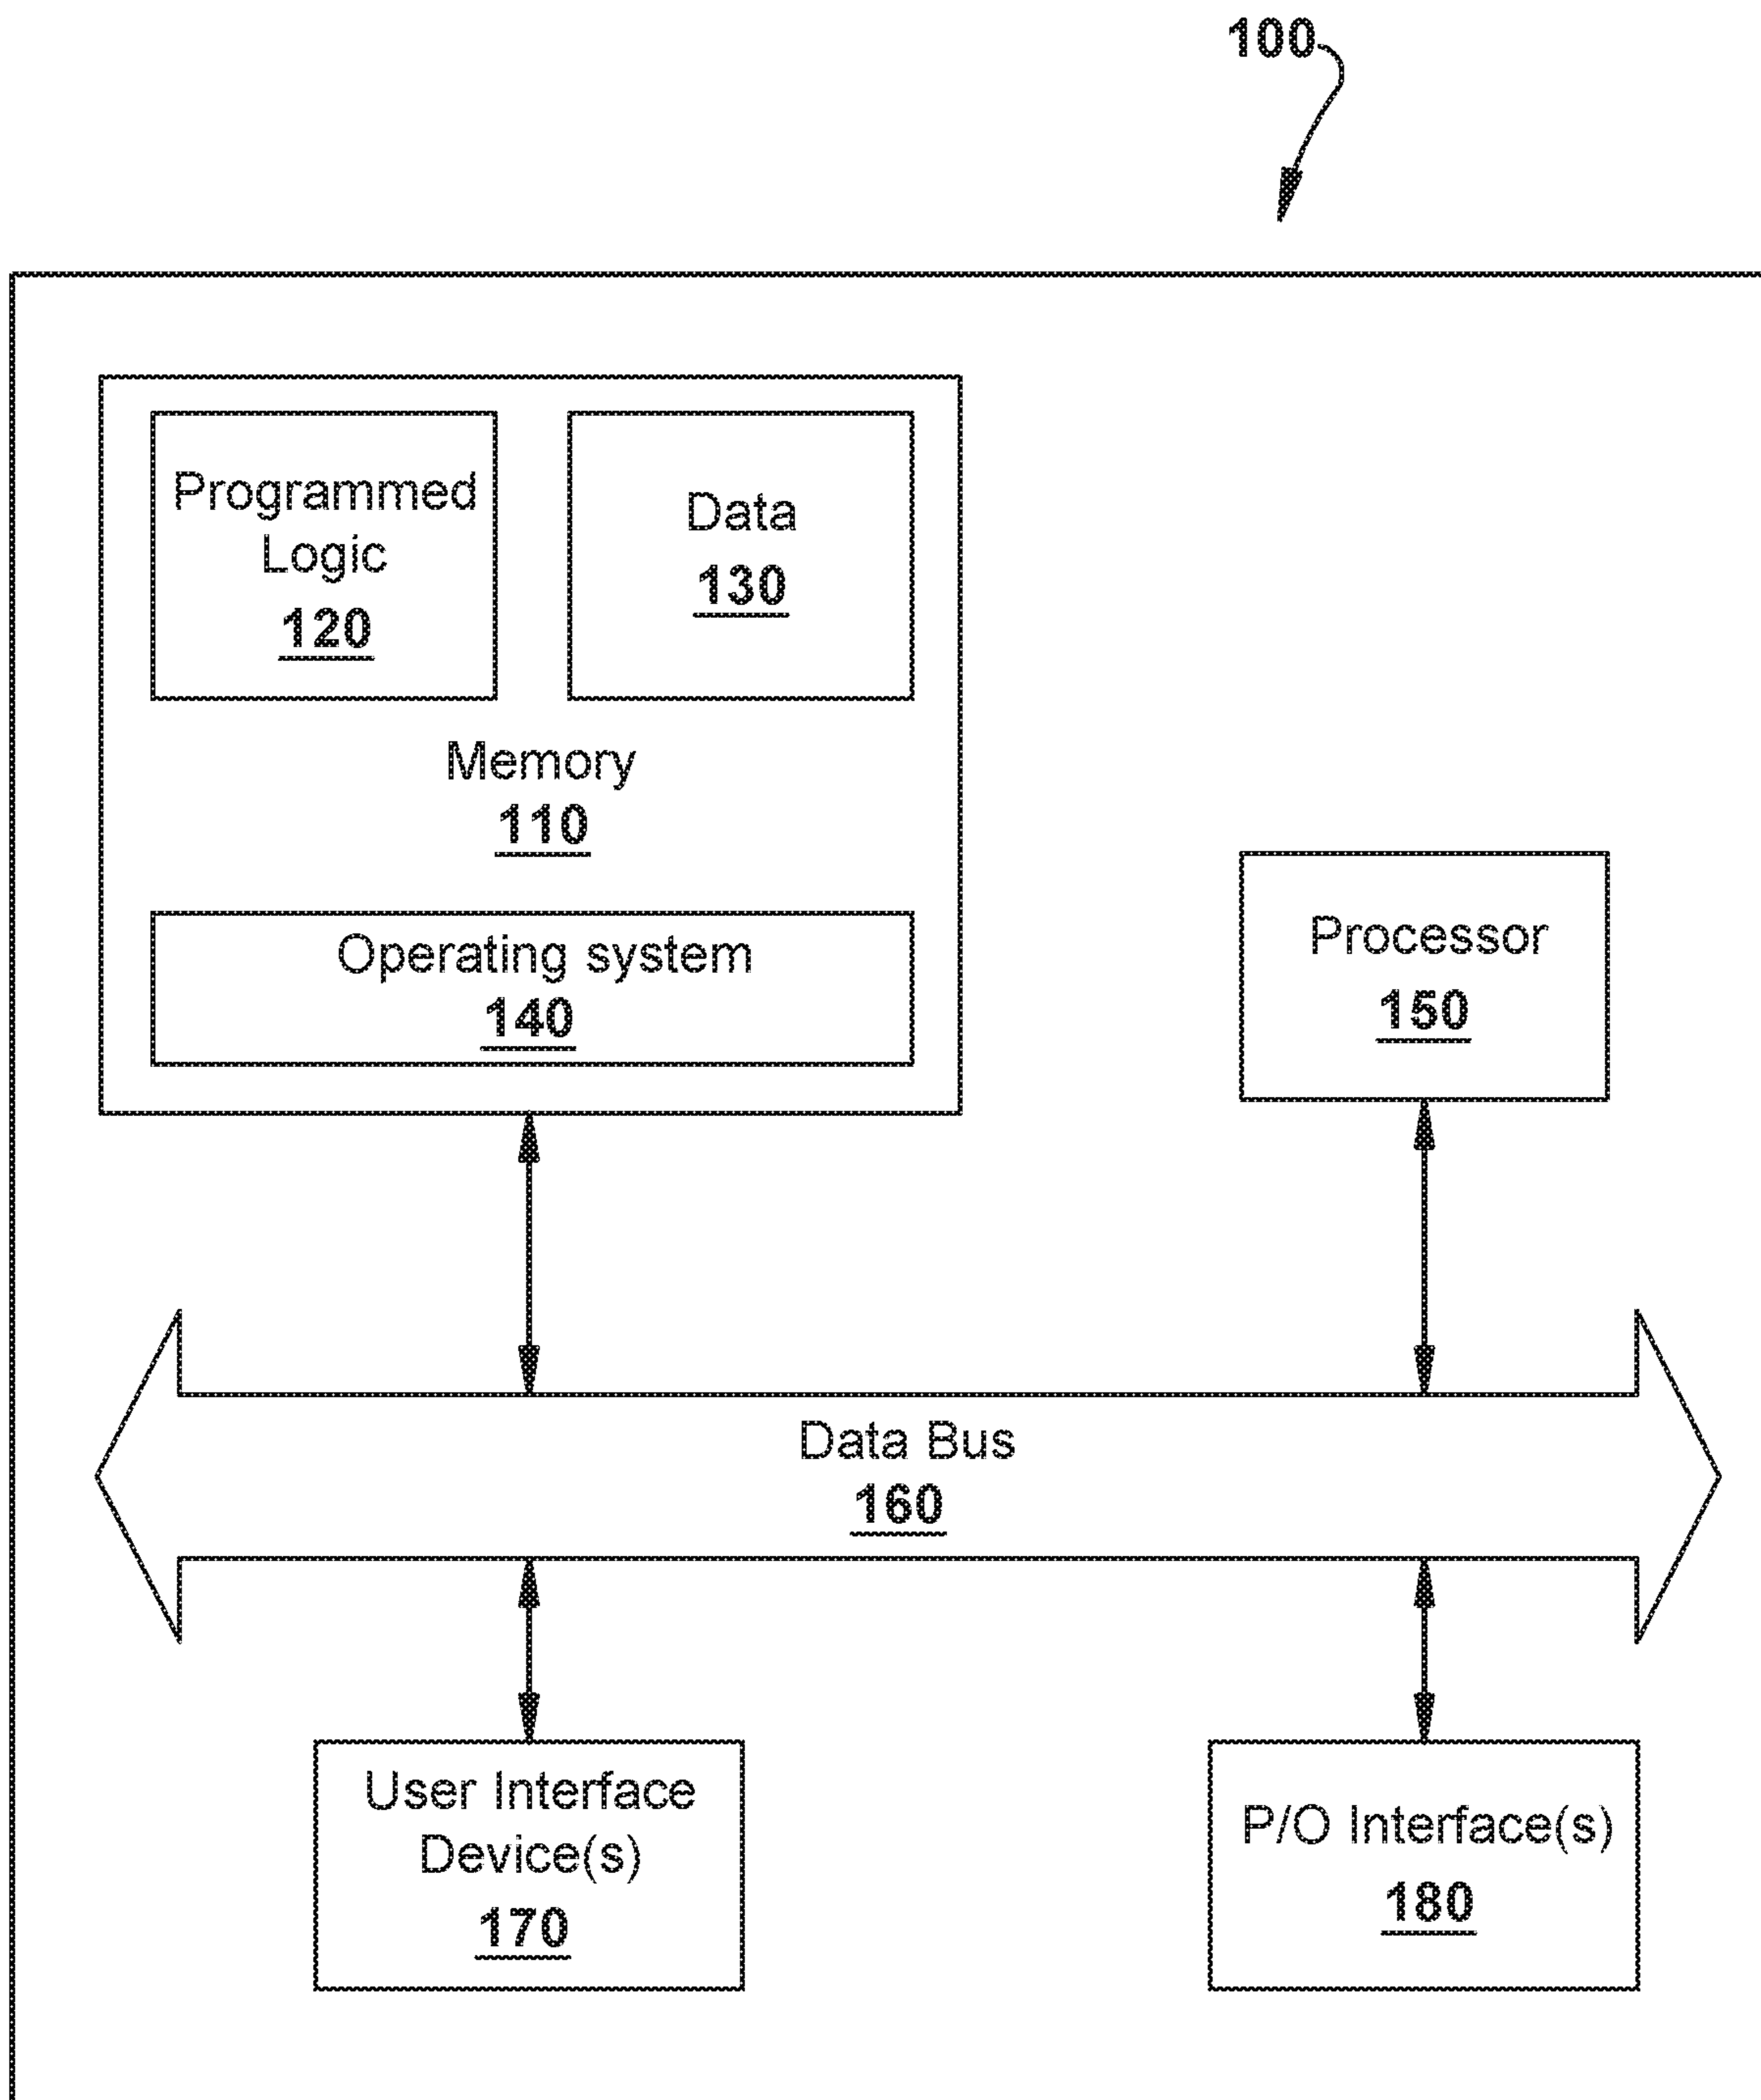 100
Programmed
Logic
120
Data
130
Memory
110
Operating system
140
Processor
150
Data Bus
160
User Interface
Device(s)
170
P/O Interface(s)
180